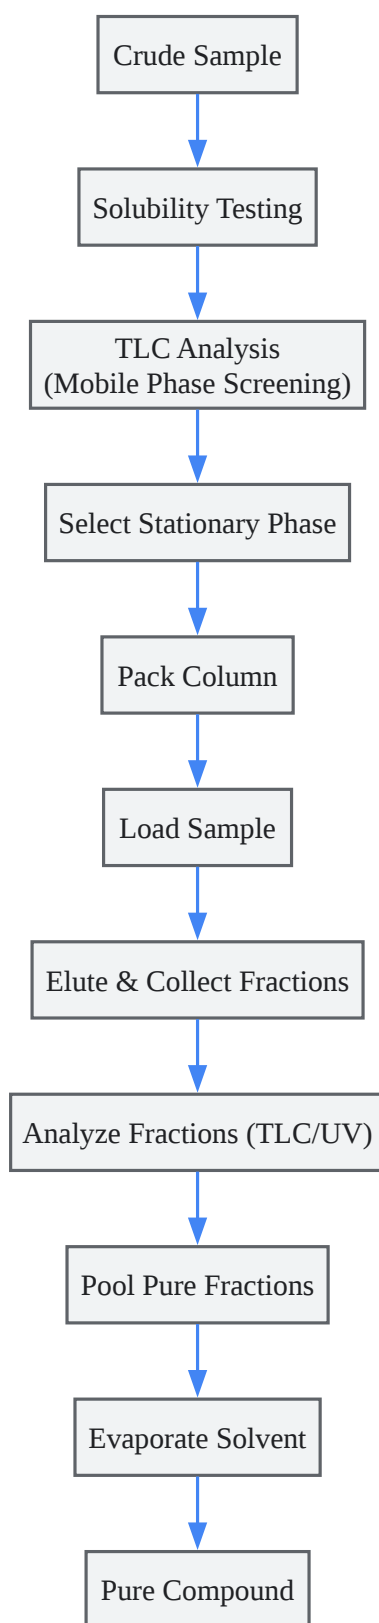 Crude Sample
Solubility Testing
TLC Analysis
(Mobile Phase Screening)
Select Stationary Phase
Pack Column
Load Sample
Elute & Collect Fractions
Analyze Fractions (TLC/UV)
Pool Pure Fractions
Evaporate Solvent
Pure Compound